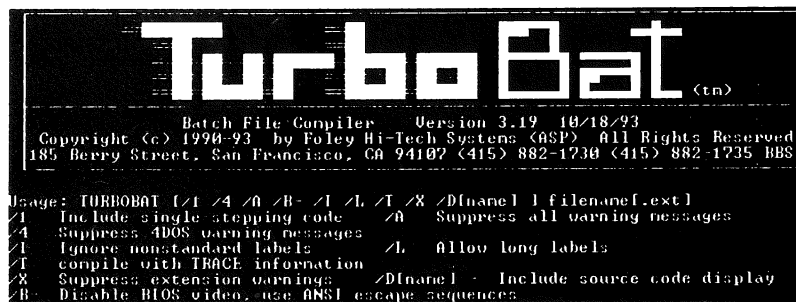 TurboBat (tm)
Batch File Compiler Version 3.19 10/18/93
Copyright (c) 1990-93 by Foley Hi-Tech Systems (ASP) All Rights Reserved
185 Berry Street, San Francisco, CA 94107 (415) 882-1730 (415) 882-1735 BBS
Usage: TURBOBAT [/1 /4 /A /B- /I /L /T /X /D[name] ] filename[.ext]
/1 Include single stepping code /A Suppress all warning messages
/4 Suppress 4DOS warning messages
/I Ignore nonstandard labels /L Allow long labels
/T compile with TRACE information
/X Suppress extension warnings /D[name] - Include source code display
/B- Disable BIOS video, use ANSI escape sequences